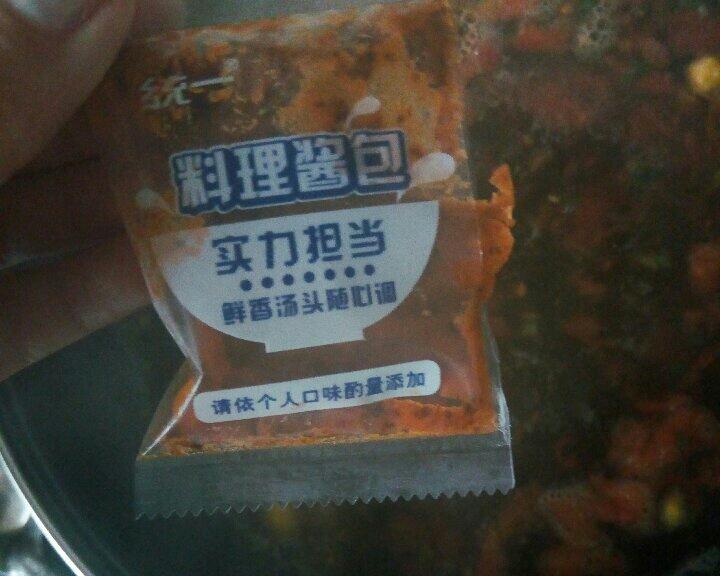 统一
料理酱包
实力担当
鲜香汤头随心调
请依个人口味酌量添加